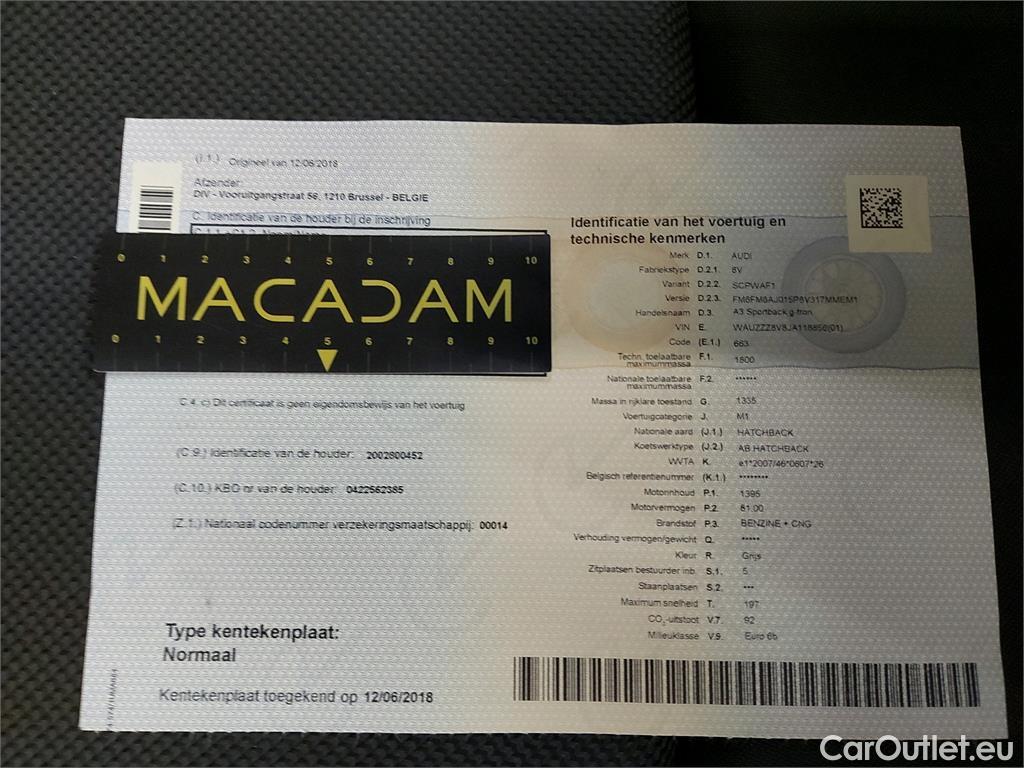 (I.1.) Origineel van 12/06/2018
Afzender:
DIV - Vooruitgangstraat 56, 1210 Brussel - BELGIE
C. Identificatie van de houder bij de inschrijving
0 1 2 3 4 5 6 7 8 9 10
MACADAM
0 1 2 3 4 5 6 7 8 9 10
C.4. c) Dit certificaat is geen eigendomsbewijs van het voertuig
(C.9.) Identificatie van de houder: 2002800452
(C.10.) KBO nr van de houder: 0422562385
(Z.1.) Nationaal codenummer verzekeringsmaatschappij: 00014
Type kentekenplaat:
Normaal
Kentekenplaat toegekend op 12/06/2018
Identificatie van het voertuig en
technische kenmerken
Merk D.1. AUDI
Fabriekstype D.2.1. 8V
Variant D.2.2. SCPWAF1
Versie D.2.3. FM6FM6AJ015P8V317MMEM1
Handelsnaam D.3. A3 Sportback g-tron
VIN E. WAUZZZ8V8JA118856(01)
Code (E.1.) 663
Techn. toelaatbare maximummassa F.1. 1800
Nationale toelaatbare maximummassa F.2. ******
Massa in rijklare toestand G. 1335
Voertuigcategorie J. M1
Nationale aard (J.1.) HATCHBACK
Koetswerktype (J.2.) AB HATCHBACK
WVTA K. e1*2007/46*0607*26
Belgisch referentienummer (K.1.) ********
Motorinhoud P.1. 1395
Motorvermogen P.2. 81.00
Brandstof P.3. BENZINE + CNG
Verhouding vermogen/gewicht Q. *****
Kleur R. Grijs
Zitplaatsen bestuurder inb. S.1. 5
Staanplaatsen S.2. ***
Maximum snelheid T. 197
CO₂-uitstoot V.7. 92
Milieuklasse V.9. Euro 6b
CarOutlet.eu